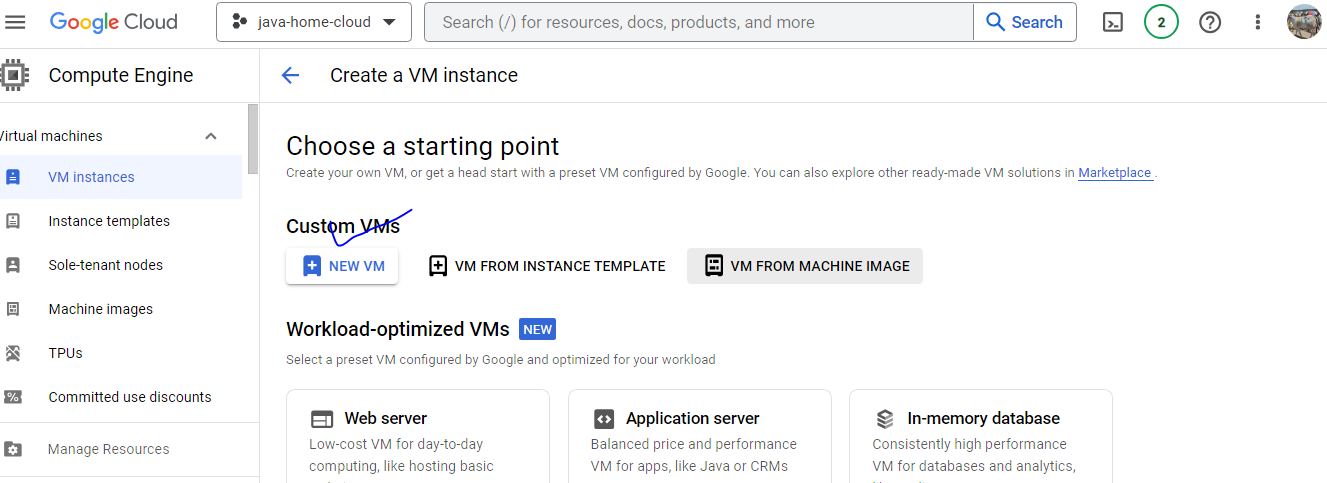 Google Cloud
java-home-cloud
Search (/) for resources, docs, products, and more
Search
2
Compute Engine
Create a VM instance
Virtual machines
VM instances
Instance templates
Sole-tenant nodes
Machine images
TPUs
Committed use discounts
Manage Resources
Choose a starting point
Create your own VM, or get a head start with a preset VM configured by Google. You can also explore other ready-made VM solutions in Marketplace .
Custom VMs
NEW VM
VM FROM INSTANCE TEMPLATE
VM FROM MACHINE IMAGE
Workload-optimized VMs NEW
Select a preset VM configured by Google and optimized for your workload
Web server
Low-cost VM for day-to-day
computing, like hosting basic
Application server
Balanced price and performance
VM for apps, like Java or CRMs
In-memory database
Consistently high performance
VM for databases and analytics,